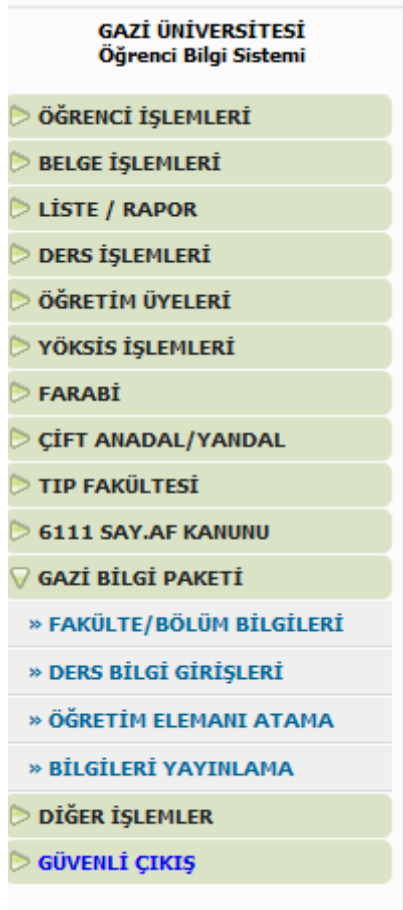 GAZİ ÜNİVERSİTESİ
Öğrenci Bilgi Sistemi
ÖĞRENCİ İŞLEMLERİ
BELGE İŞLEMLERİ
LİSTE / RAPOR
DERS İŞLEMLERİ
ÖĞRETİM ÜYELERİ
YÖKSİS İŞLEMLERİ
FARABİ
ÇİFT ANADAL/YANDAL
TIP FAKÜLTESİ
6111 SAY.AF KANUNU
GAZİ BİLGİ PAKETİ
» FAKÜLTE/BÖLÜM BİLGİLERİ
» DERS BİLGİ GİRİŞLERİ
» ÖĞRETİM ELEMANI ATAMA
» BİLGİLERİ YAYINLAMA
DİĞER İŞLEMLER
GÜVENLİ ÇIKIŞ